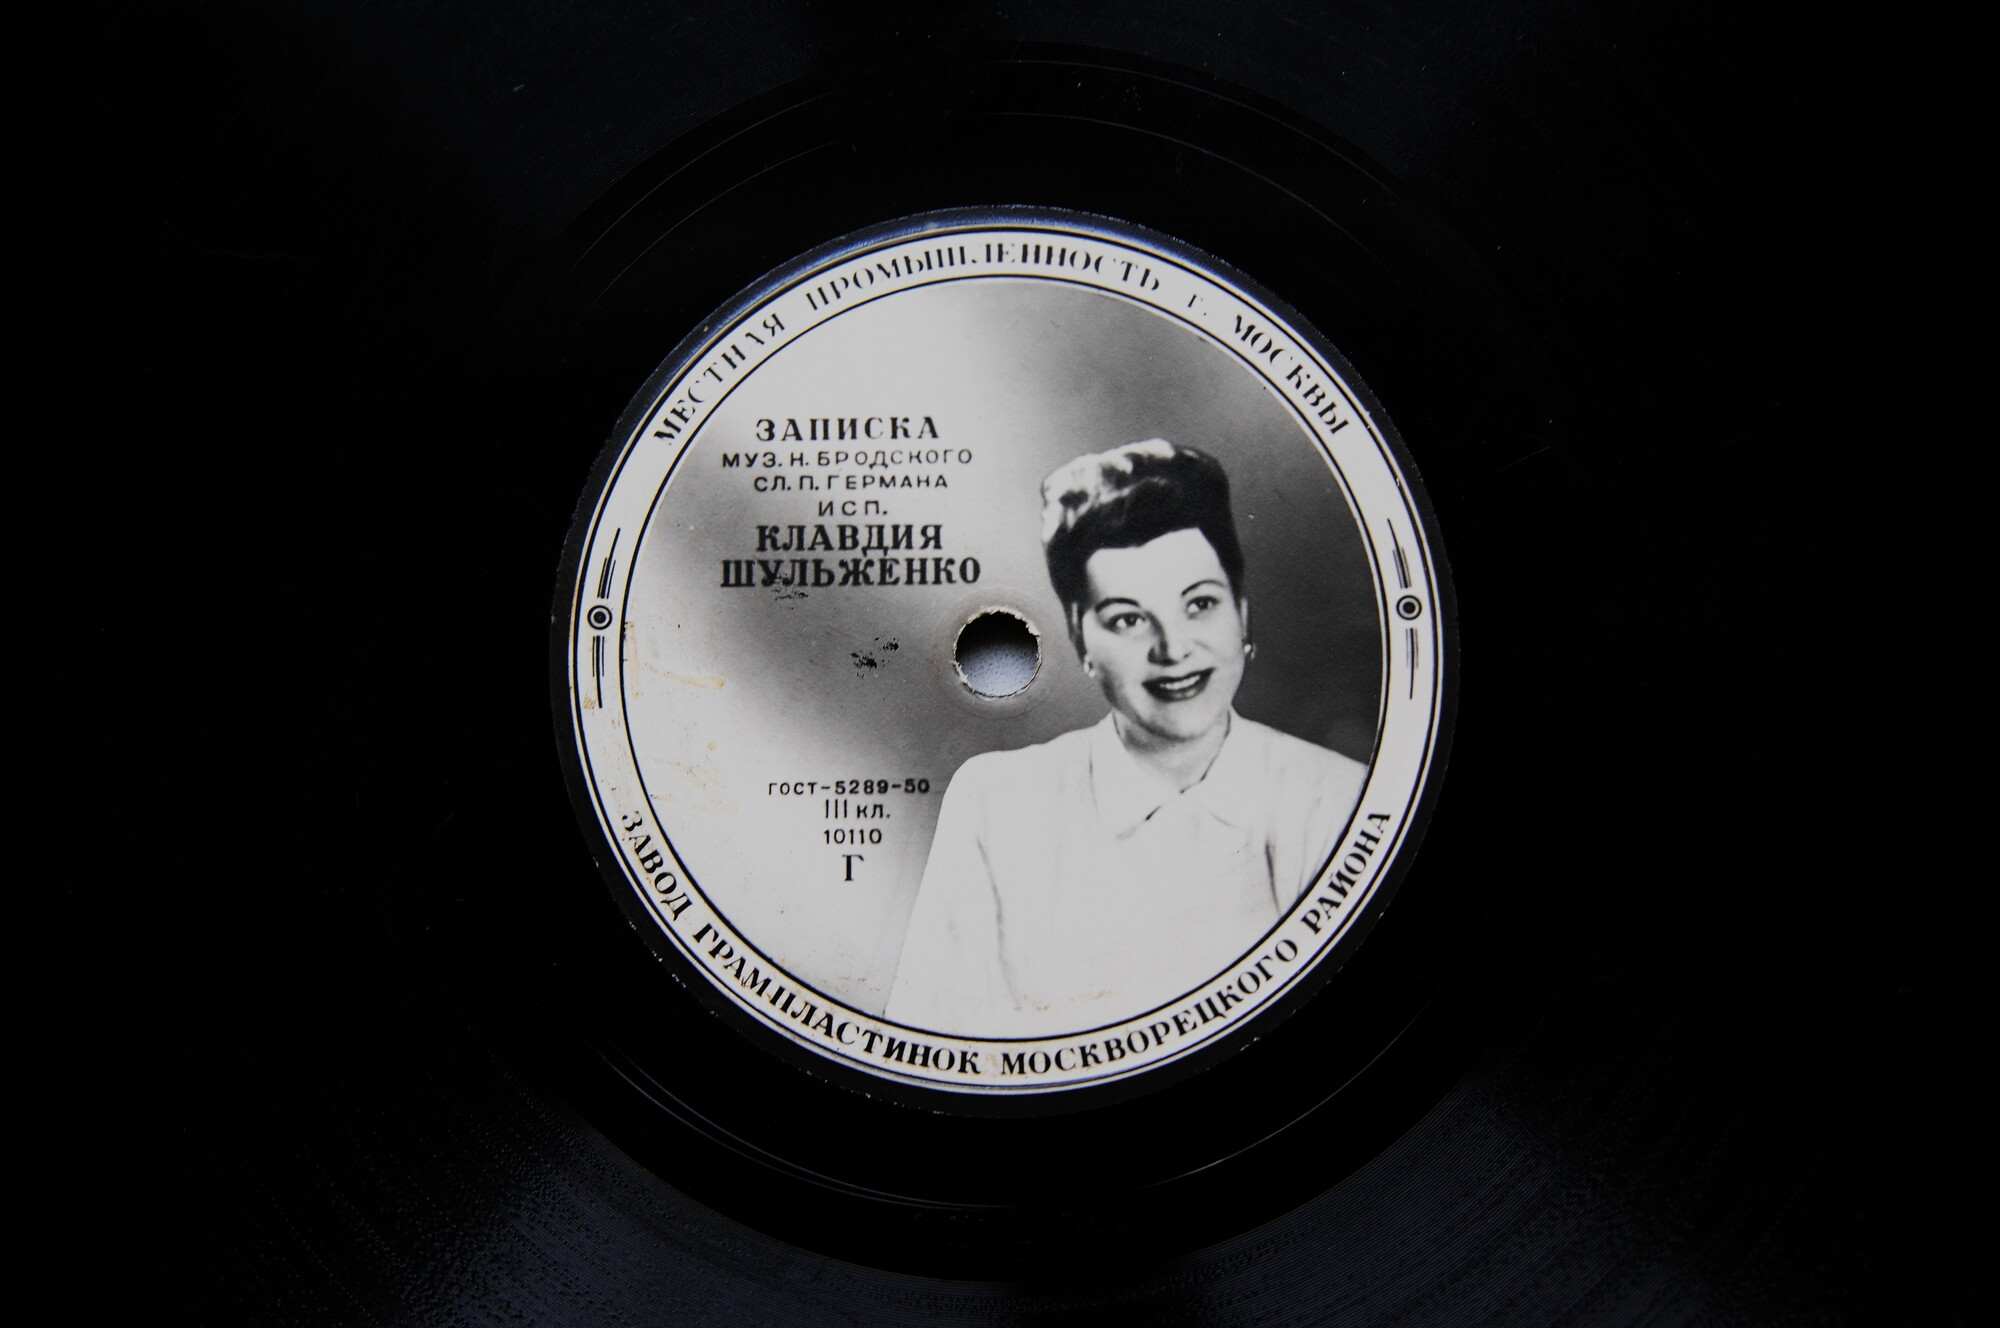 МЕСТНАЯ ПРОМЫШЛЕННОСТЬ Г. МОСКВЫ
ЗАПИСКА
МУЗ. Н. БРОДСКОГО
СЛ. П. ГЕРМАНА
ИСП.
КЛАВДИЯ
ШУЛЬЖЕНКО
ГОСТ-5289-50
III КЛ.
10110
Г
ЗАВОД ГРАМПЛАСТИНОК МОСКВОРЕЦКОГО РАЙОНА